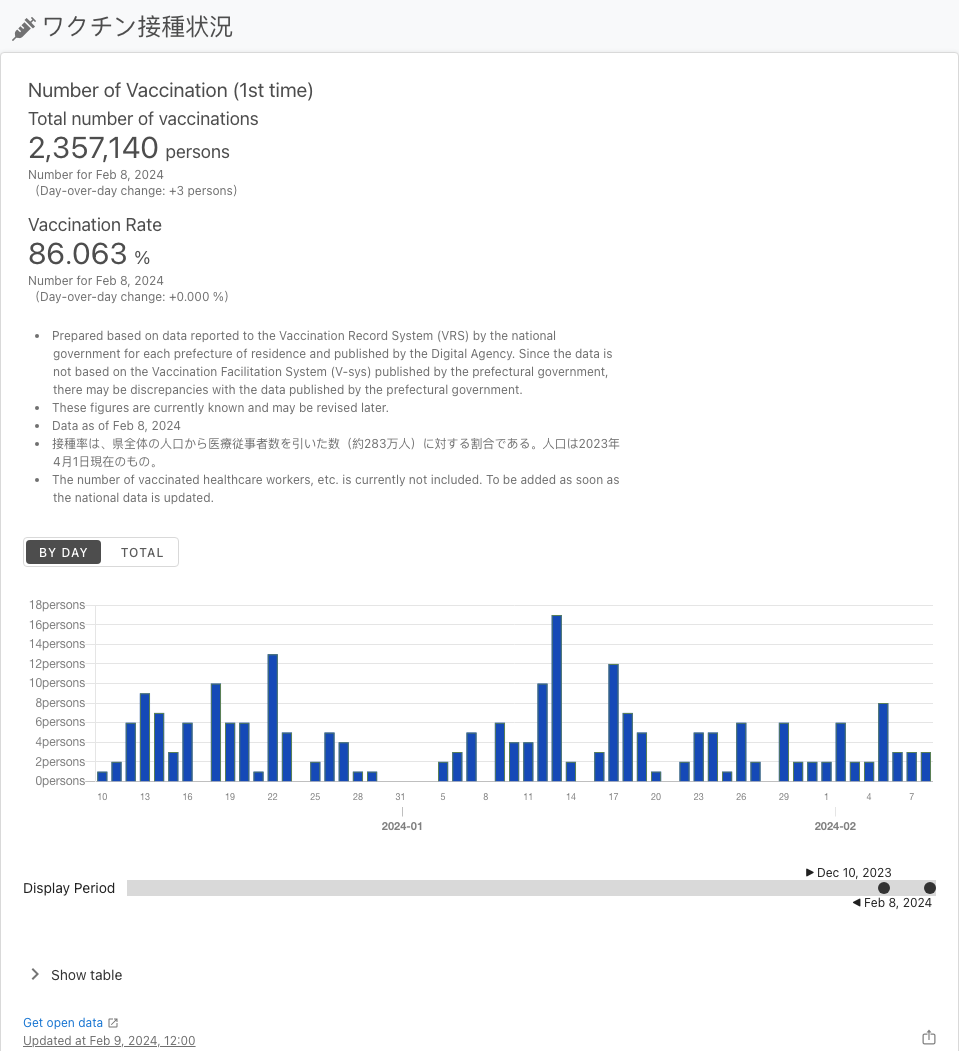 ワクチン接種状況
Number of Vaccination (1st time)
Total number of vaccinations
2,357,140 persons
Number for Feb 8, 2024
(Day-over-day change: +3 persons)
Vaccination Rate
86.063 %
Number for Feb 8, 2024
(Day-over-day change: +0.000 %)
• Prepared based on data reported to the Vaccination Record System (VRS) by the national
government for each prefecture of residence and published by the Digital Agency. Since the data is
not based on the Vaccination Facilitation System (V-sys) published by the prefectural government,
there may be discrepancies with the data published by the prefectural government.
• These figures are currently known and may be revised later.
• Data as of Feb 8, 2024
• 接種率は、県全体の人口から医療従事者数を引いた数（約283万人）に対する割合である。人口は2023年
4月1日現在のもの。
• The number of vaccinated healthcare workers, etc. is currently not included. To be added as soon as
the national data is updated.
BY DAY TOTAL
18persons
16persons
14persons
12persons
10persons
8persons
6persons
4persons
2persons
0persons
10 13 16 19 22 25 28 31 5 8 11 14 17 20 23 26 29 1 4 7
2024-01 2024-02
Dec 10, 2023
Display Period
Feb 8, 2024
Show table
Get open data
Updated at Feb 9, 2024, 12:00